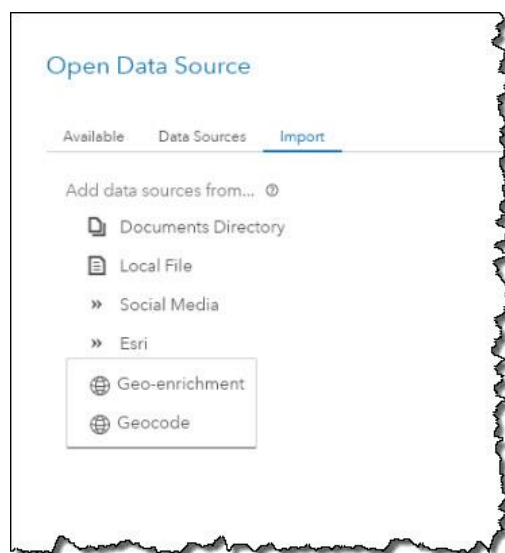 Open Data Source
Available Data Sources Import
Add data sources from...
Documents Directory
Local File
Social Media
Esri
Geo-enrichment
Geocode